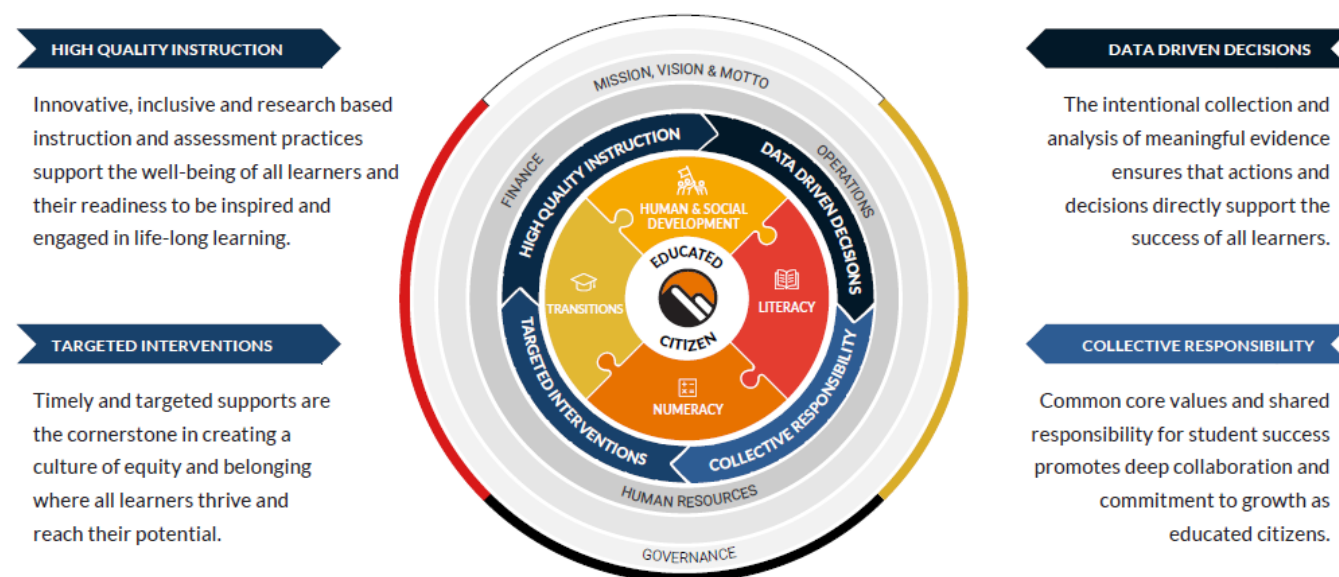 HIGH QUALITY INSTRUCTION
Innovative, inclusive and research based
instruction and assessment practices
support the well-being of all learners and
their readiness to be inspired and
engaged in life-long learning.
TARGETED INTERVENTIONS
Timely and targeted supports are
the cornerstone in creating a
culture of equity and belonging
where all learners thrive and
reach their potential.
MISSION, VISION & MOTTO
FINANCE
OPERATIONS
HIGH QUALITY INSTRUCTION
DATA DRIVEN DECISIONS
HUMAN & SOCIAL
DEVELOPMENT
EDUCATED
TRANSITIONS
LITERACY
CITIZEN
NUMERACY
TARGETED INTERVENTIONS
COLLECTIVE RESPONSIBILITY
HUMAN RESOURCES
GOVERNANCE
DATA DRIVEN DECISIONS
The intentional collection and
analysis of meaningful evidence
ensures that actions and
decisions directly support the
success of all learners.
COLLECTIVE RESPONSIBILITY
Common core values and shared
responsibility for student success
promotes deep collaboration and
commitment to growth as
educated citizens.